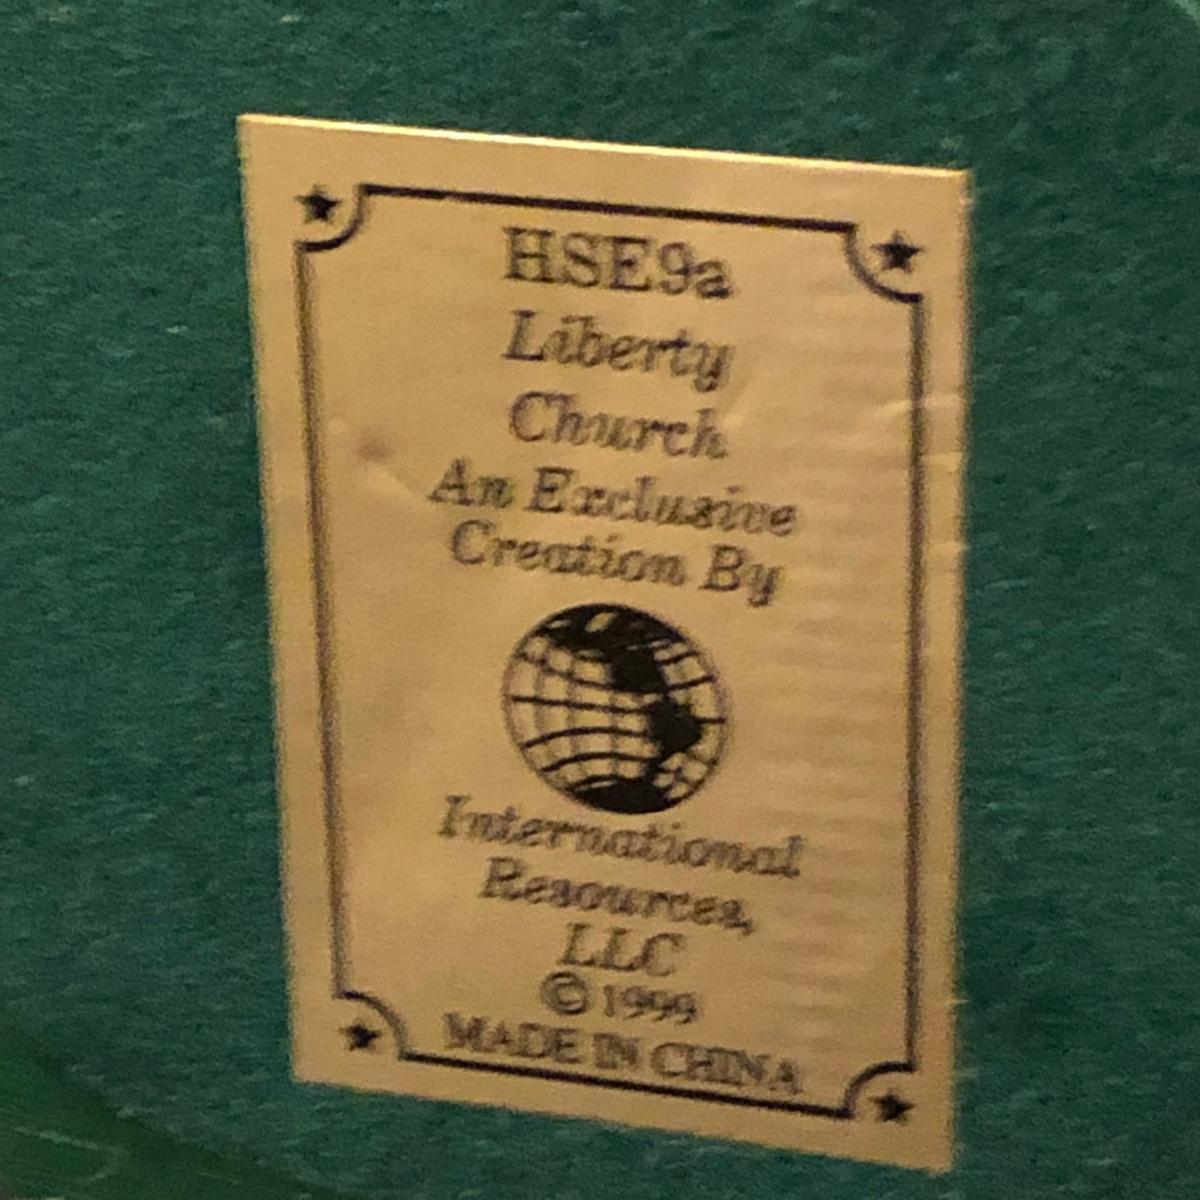 HSE9a
Liberty
Church
An Exclusive
Creation By
International
Resources,
LLC
© 1999
MADE IN CHINA